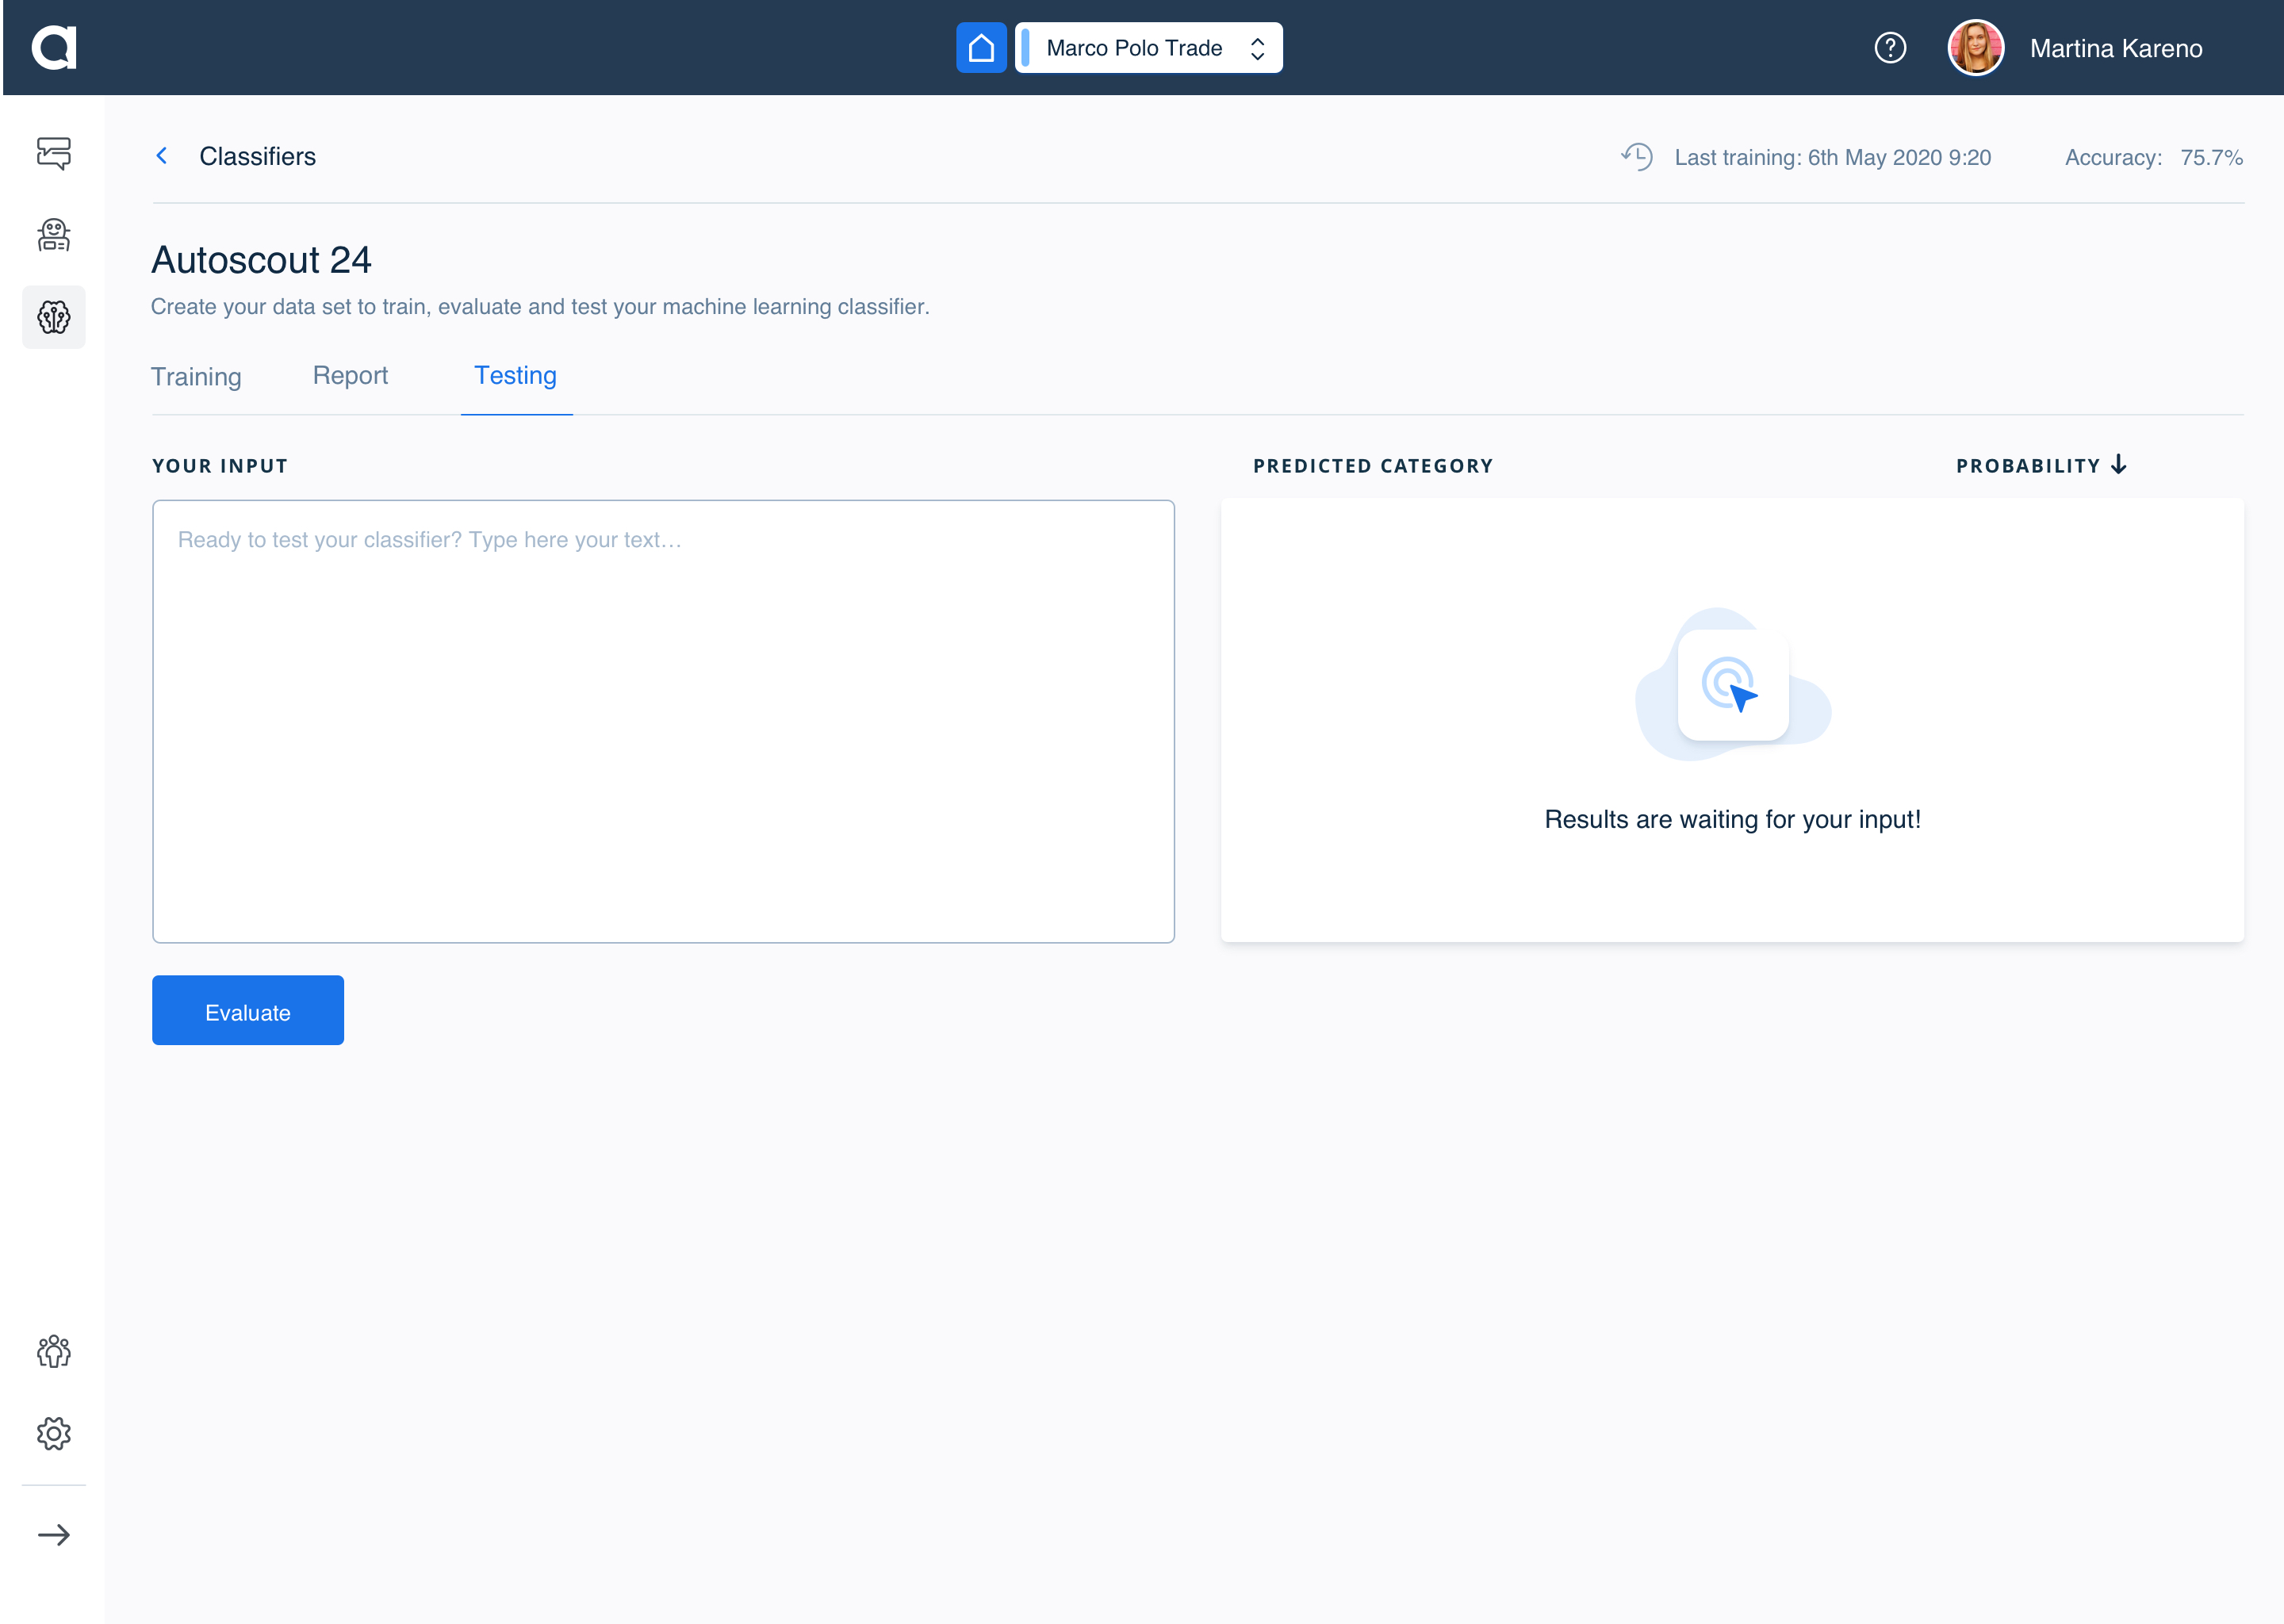 Marco Polo Trade
Martina Kareno
Classifiers
Last training: 6th May 2020 9:20
Accuracy: 75.7%
Autoscout 24
Create your data set to train, evaluate and test your machine learning classifier.
Training
Report
Testing
YOUR INPUT
PREDICTED CATEGORY
PROBABILITY
Ready to test your classifier? Type here your text...
Results are waiting for your input!
Evaluate